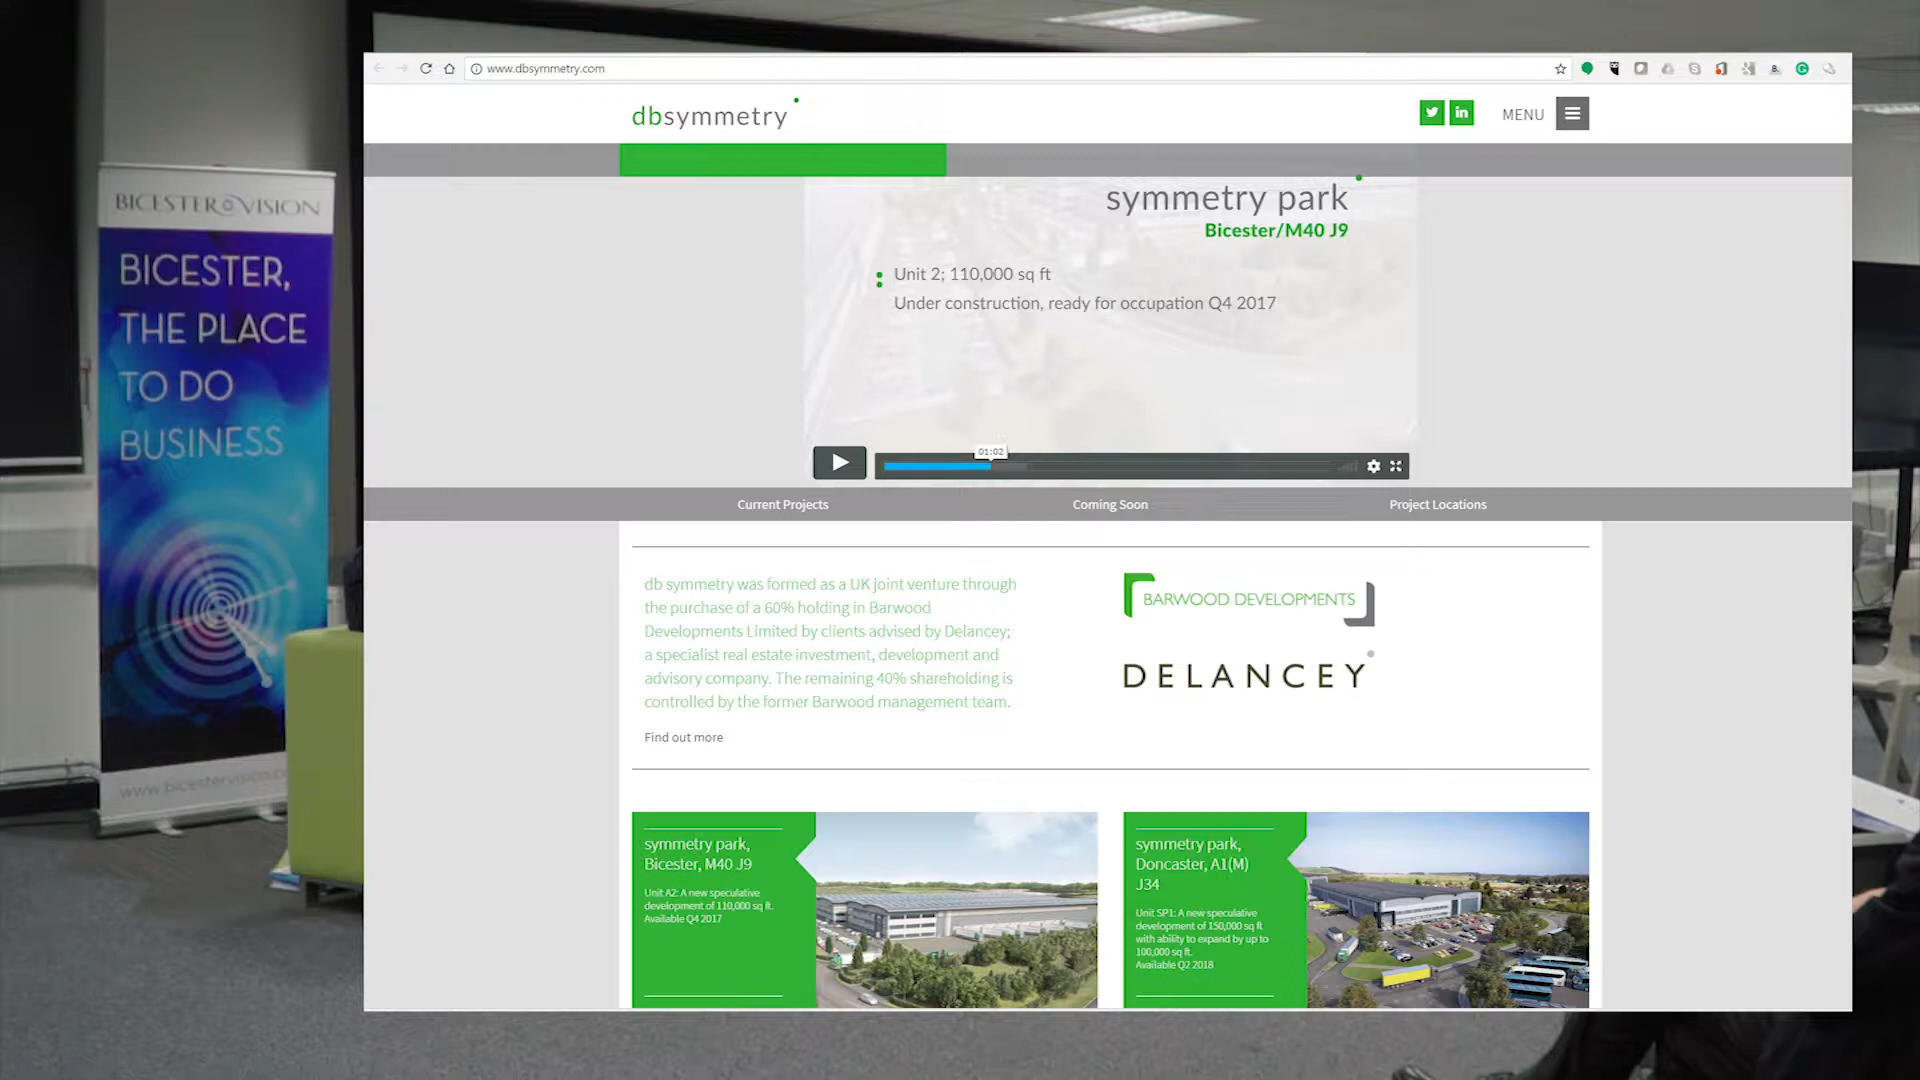 www.dbsymmetry.com
dbsymmetry
MENU
BICESTER VISION
BICESTER,
THE PLACE
TO DO
BUSINESS
symmetry park
Bicester/M40 J9
Unit 2; 110,000 sq ft
Under construction, ready for occupation Q4 2017
01:02
Current Projects
Coming Soon
Project Locations
db symmetry was formed as a UK joint venture through
the purchase of a 60% holding in Barwood
Developments Limited by clients advised by Delancey;
a specialist real estate investment, development and
advisory company. The remaining 40% shareholding is
controlled by the former Barwood management team.
Find out more
BARWOOD DEVELOPMENTS
DELANCEY
www.bicestervision.co
symmetry park,
Bicester, M40 J9
Unit A2: A new speculative
development of 110,000 sq ft.
Available Q4 2017
symmetry park,
Doncaster, A1(M)
J34
Unit SP1: A new speculative
development of 150,000 sq ft
with ability to expand by up to
100,000 sq ft.
Available Q2 2018